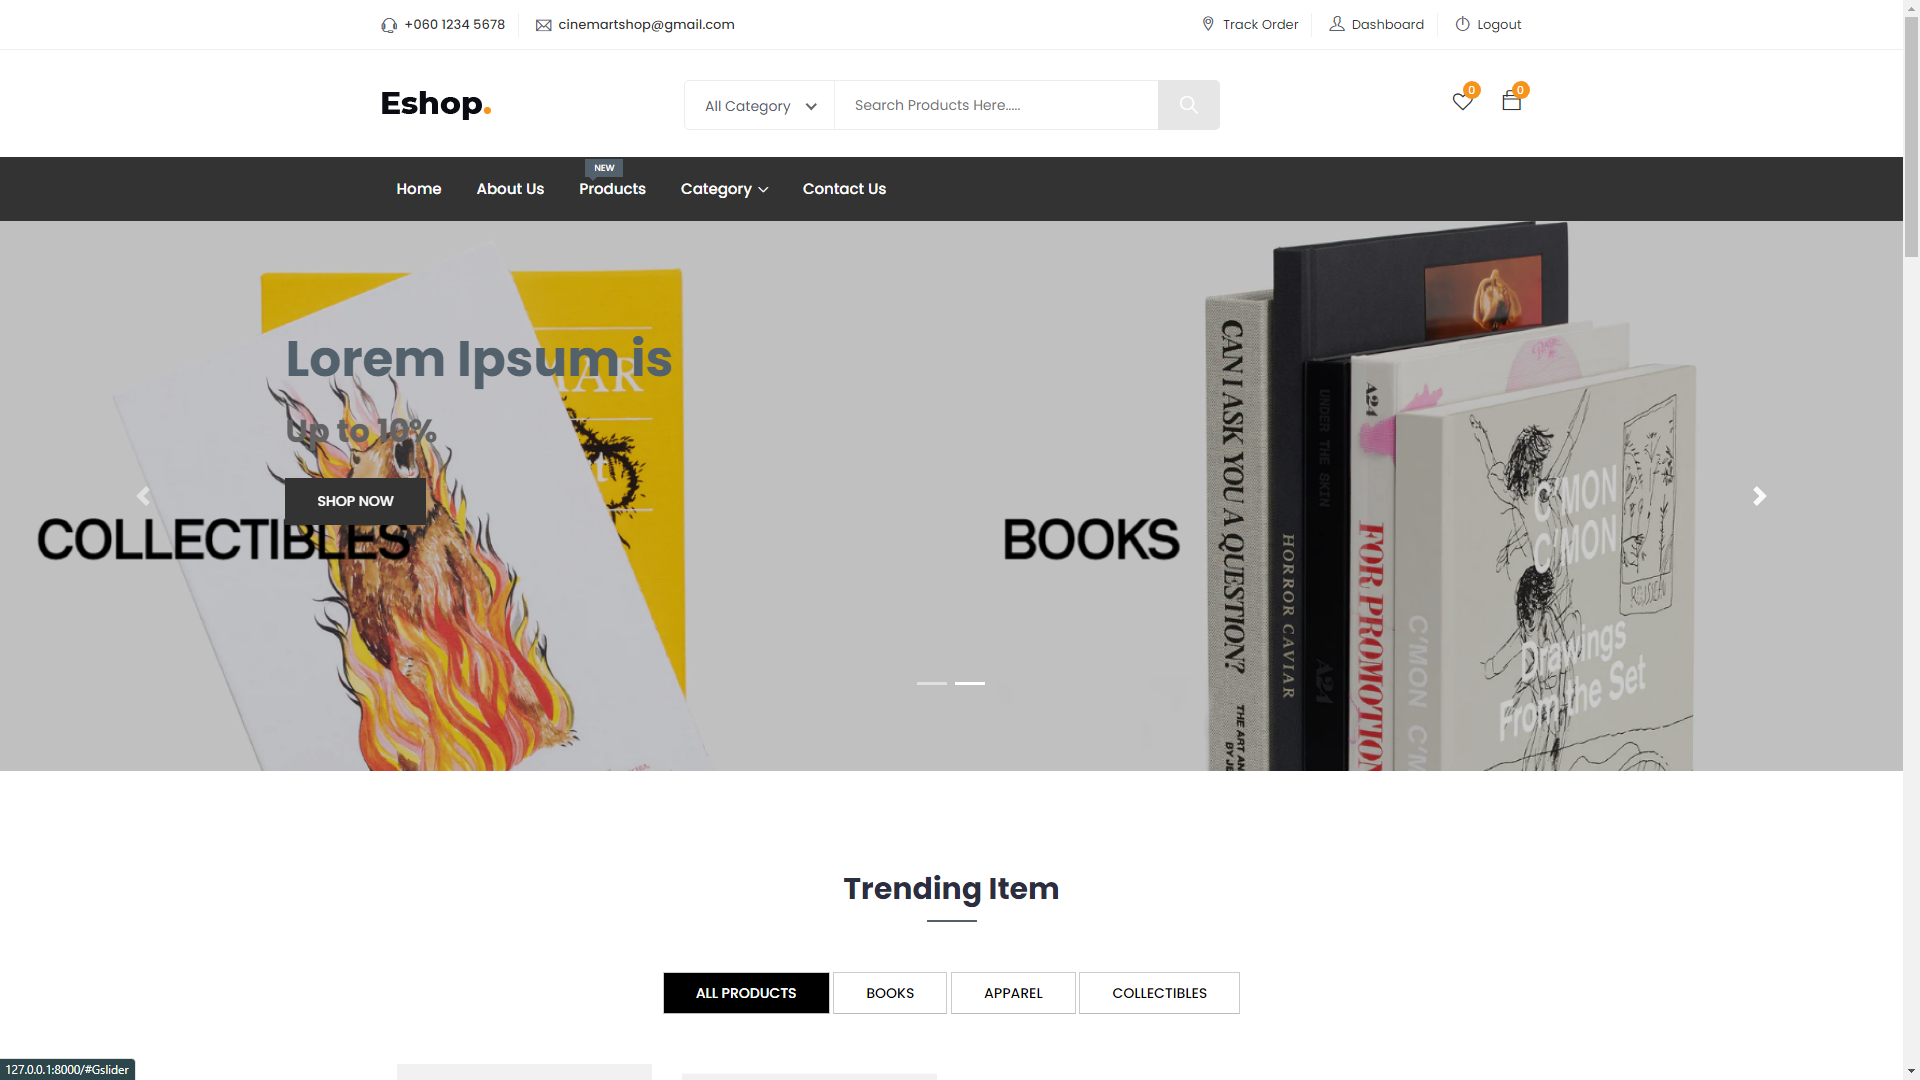 +060 1234 5678
cinemartshop@gmail.com
Track Order
Dashboard
Logout
Eshop.
All Category
Search Products Here.....
0
0
NEW
Home
About Us
Products
Category
Contact Us
Lorem Ipsum is
Up to 10%
SHOP NOW
COLLECTIBLES
BOOKS
CAN I ASK YOU A QUESTION?
THE ART AN
BY JE
HORROR CAVIAR
UNDER THE SKIN
A24
A24
FOR PROMOTION
C'MON C'M
C'MON
C'MON
ROUSSEAU
Drawings
From the Set
Trending Item
ALL PRODUCTS
BOOKS
APPAREL
COLLECTIBLES
127.0.0.1:8000/#Gslider